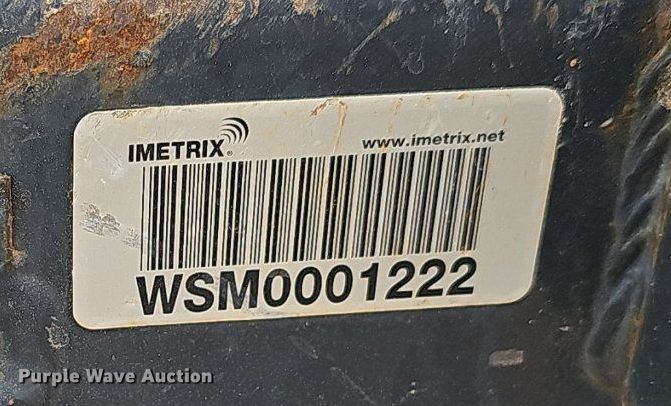 IMETRIX®
www.imetrix.net
WSM0001222
Purple Wave Auction